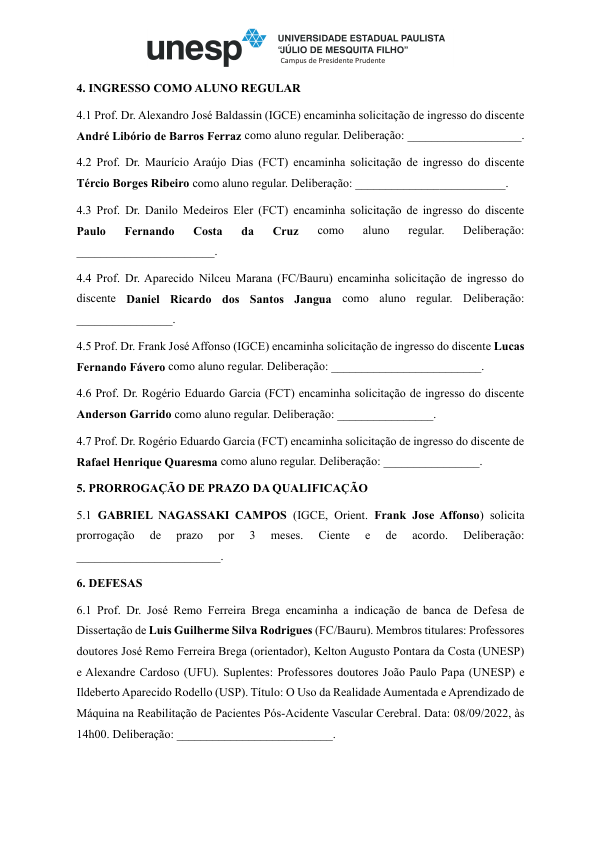 unesp
UNIVERSIDADE ESTADUAL PAULISTA
"JÚLIO DE MESQUITA FILHO"
Campus de Presidente Prudente
4. INGRESSO COMO ALUNO REGULAR
4.1 Prof. Dr. Alexandro José Baldassin (IGCE) encaminha solicitação de ingresso do discente
André Libório de Barros Ferraz como aluno regular. Deliberação: ___________________.
4.2 Prof. Dr. Maurício Araújo Dias (FCT) encaminha solicitação de ingresso do discente
Tércio Borges Ribeiro como aluno regular. Deliberação: _________________________.
4.3 Prof. Dr. Danilo Medeiros Eler (FCT) encaminha solicitação de ingresso do discente
Paulo Fernando Costa da Cruz como aluno regular. Deliberação:
_______________________.
4.4 Prof. Dr. Aparecido Nilceu Marana (FC/Bauru) encaminha solicitação de ingresso do
discente Daniel Ricardo dos Santos Jangua como aluno regular. Deliberação:
________________.
4.5 Prof. Dr. Frank José Affonso (IGCE) encaminha solicitação de ingresso do discente Lucas
Fernando Fávero como aluno regular. Deliberação: _________________________.
4.6 Prof. Dr. Rogério Eduardo Garcia (FCT) encaminha solicitação de ingresso do discente
Anderson Garrido como aluno regular. Deliberação: ________________.
4.7 Prof. Dr. Rogério Eduardo Garcia (FCT) encaminha solicitação de ingresso do discente de
Rafael Henrique Quaresma como aluno regular. Deliberação: ________________.
5. PRORROGAÇÃO DE PRAZO DA QUALIFICAÇÃO
5.1 GABRIEL NAGASSAKI CAMPOS (IGCE, Orient. Frank Jose Affonso) solicita
prorrogação de prazo por 3 meses. Ciente e de acordo. Deliberação:
________________________.
6. DEFESAS
6.1 Prof. Dr. José Remo Ferreira Brega encaminha a indicação de banca de Defesa de
Dissertação de Luis Guilherme Silva Rodrigues (FC/Bauru). Membros titulares: Professores
doutores José Remo Ferreira Brega (orientador), Kelton Augusto Pontara da Costa (UNESP)
e Alexandre Cardoso (UFU). Suplentes: Professores doutores João Paulo Papa (UNESP) e
Ildeberto Aparecido Rodello (USP). Título: O Uso da Realidade Aumentada e Aprendizado de
Máquina na Reabilitação de Pacientes Pós-Acidente Vascular Cerebral. Data: 08/09/2022, às
14h00. Deliberação: __________________________.